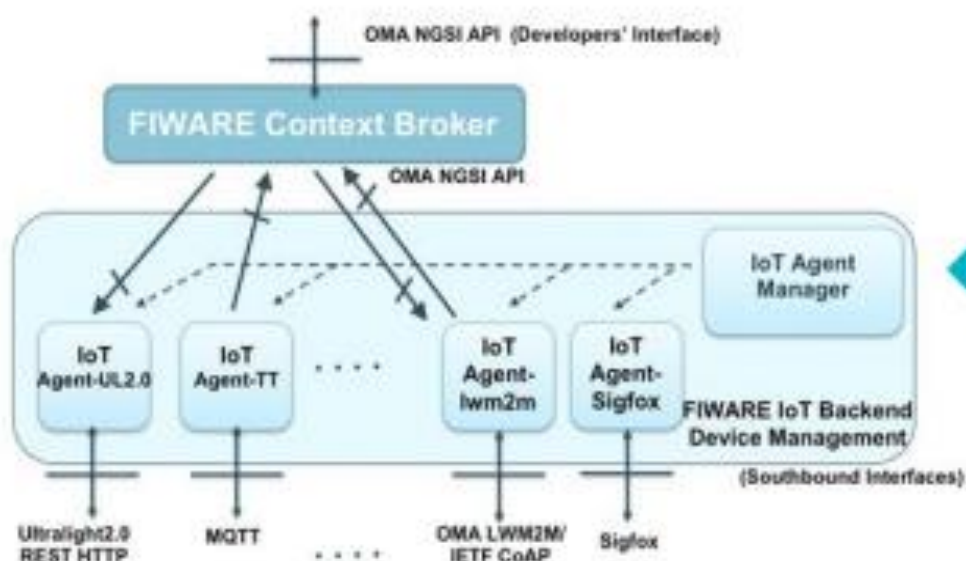 OMA NGSI API (Developers' Interface)
FIWARE Context Broker
OMA NGSI API
IoT Agent
Manager
IoT
Agent-UL2.0
IoT
Agent-TT
. . . .
IoT
Agent-
lwm2m
IoT
Agent-
Sigfox
FIWARE IoT Backend
Device Management
(Southbound Interfaces)
Ultralight2.0
REST HTTP
MQTT
. . . .
OMA LWM2M/
IETF CoAP
Sigfox